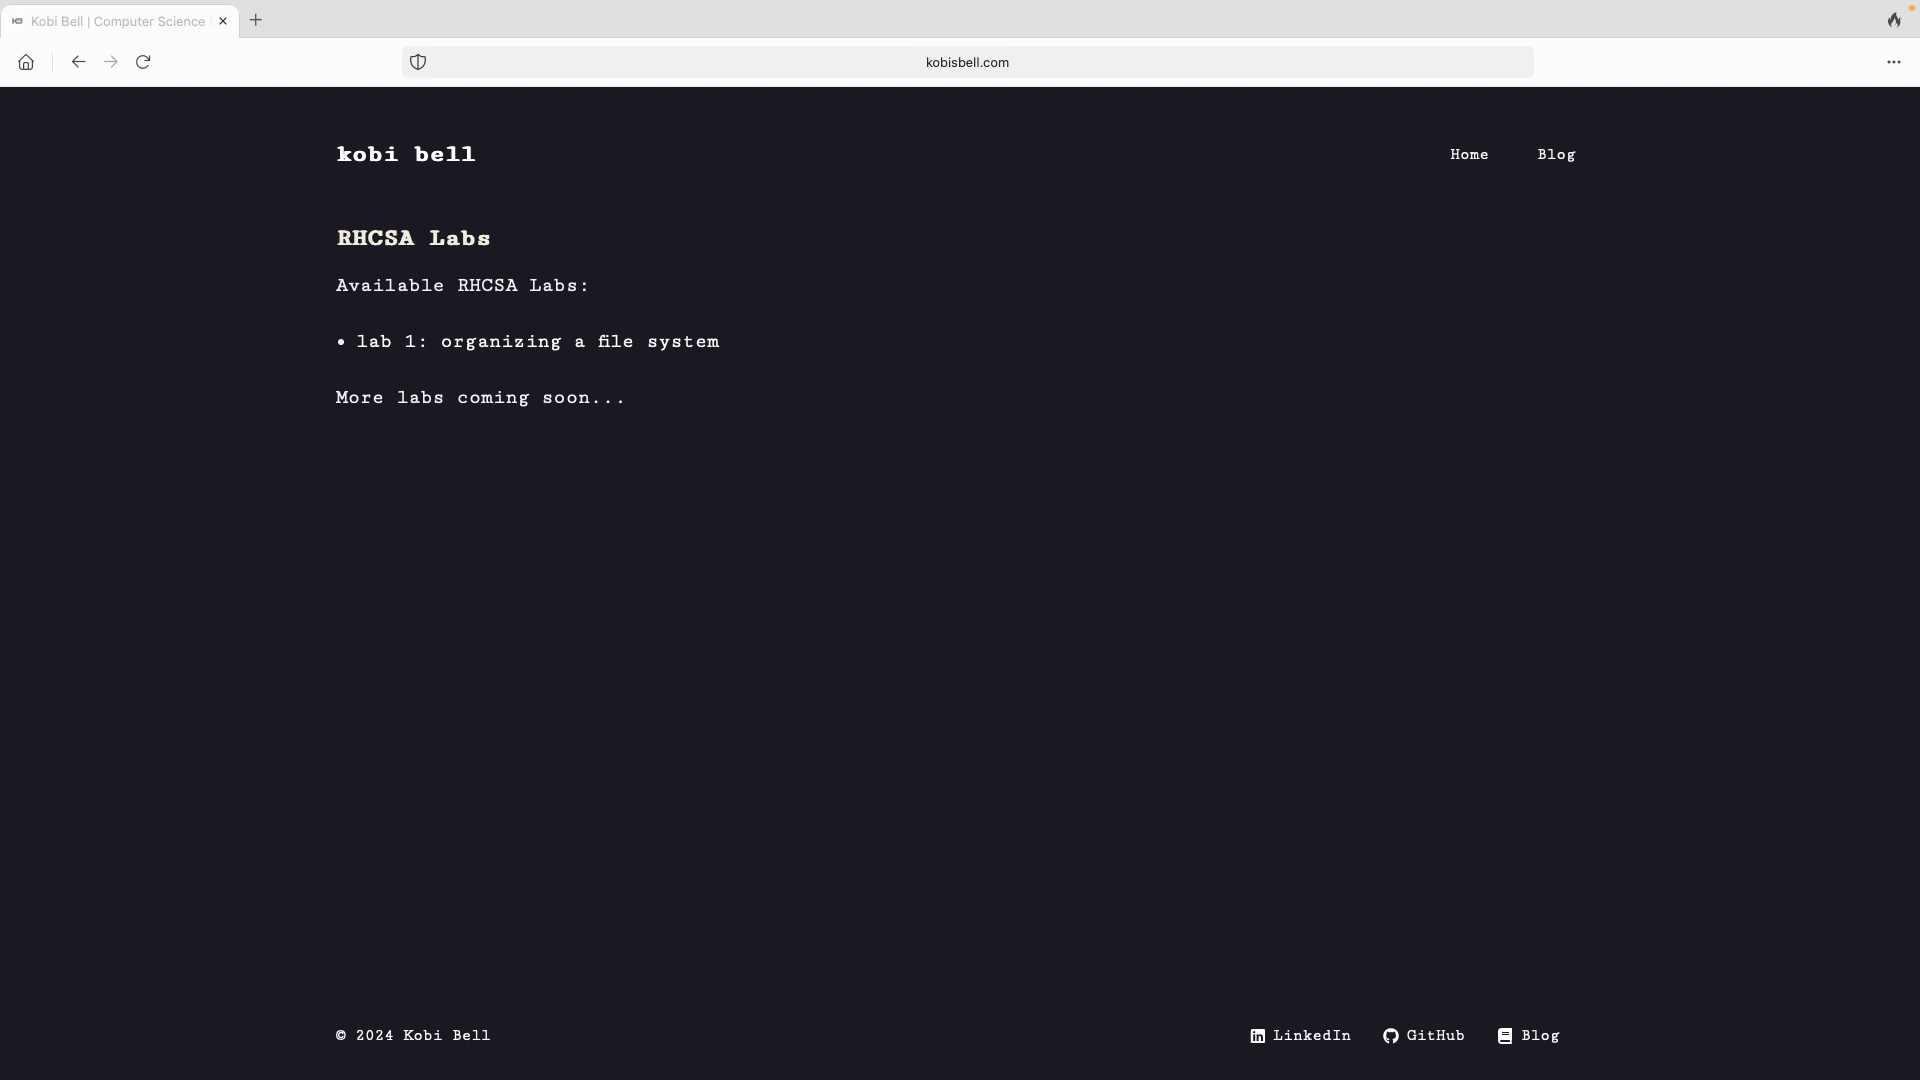 Kobi Bell | Computer Science
kobisbell.com
kobi bell
Home
Blog
RHCSA Labs
Available RHCSA Labs:
• lab 1: organizing a file system
More labs coming soon...
© 2024 Kobi Bell
LinkedIn
GitHub
Blog